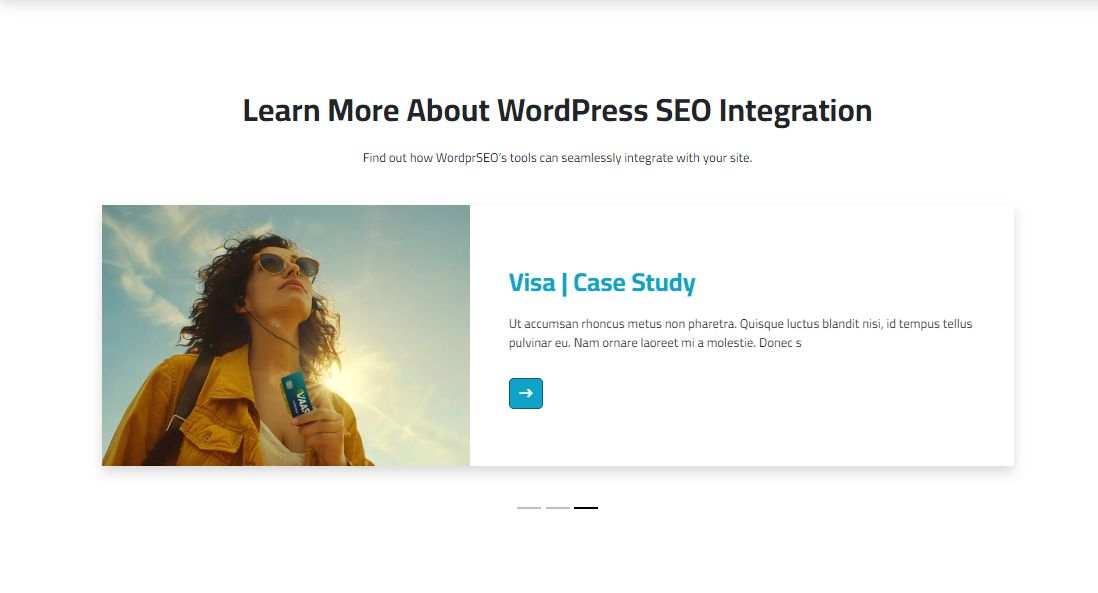 Learn More About WordPress SEO Integration
Find out how WordprSEO’s tools can seamlessly integrate with your site.
Visa | Case Study
Ut accumsan rhoncus metus non pharetra. Quisque luctus blandit nisi, id tempus tellus
pulvinar eu. Nam ornare laoreet mi a molestie. Donec s